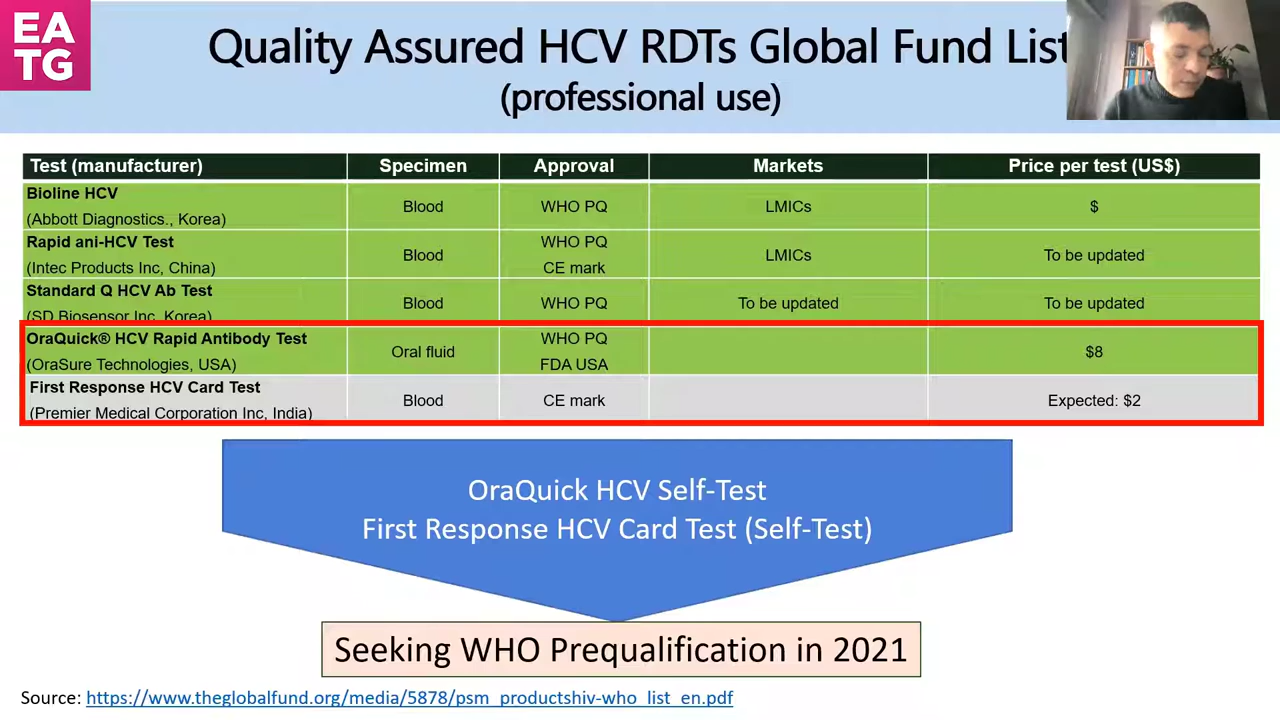 EA
TG
Quality Assured HCV RDTs Global Fund List
(professional use)
Test (manufacturer) Specimen Approval Markets Price per test (US$)
Bioline HCV
(Abbott Diagnostics., Korea) Blood WHO PQ LMICs $
Rapid ani-HCV Test
(Intec Products Inc, China) Blood WHO PQ CE mark LMICs To be updated
Standard Q HCV Ab Test
(SD Biosensor Inc, Korea) Blood WHO PQ To be updated To be updated
OraQuick® HCV Rapid Antibody Test
(OraSure Technologies, USA) Oral fluid WHO PQ FDA USA $8
First Response HCV Card Test
(Premier Medical Corporation Inc, India) Blood CE mark Expected: $2
OraQuick HCV Self-Test
First Response HCV Card Test (Self-Test)
Seeking WHO Prequalification in 2021
Source: https://www.theglobalfund.org/media/5878/psm_productshiv-who_list_en.pdf